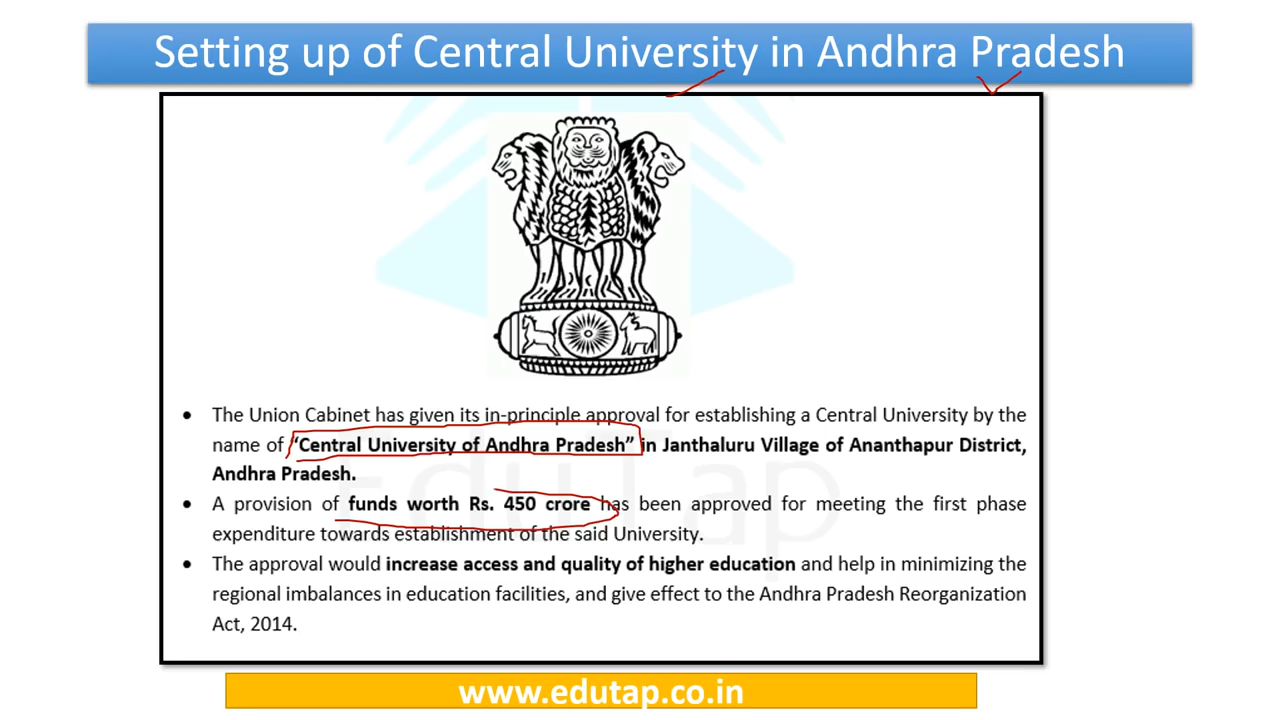 Setting up of Central University in Andhra Pradesh
• The Union Cabinet has given its in-principle approval for establishing a Central University by the
name of “Central University of Andhra Pradesh” in Janthaluru Village of Ananthapur District,
Andhra Pradesh.
• A provision of funds worth Rs. 450 crore has been approved for meeting the first phase
expenditure towards establishment of the said University.
• The approval would increase access and quality of higher education and help in minimizing the
regional imbalances in education facilities, and give effect to the Andhra Pradesh Reorganization
Act, 2014.
EduTap
www.edutap.co.in